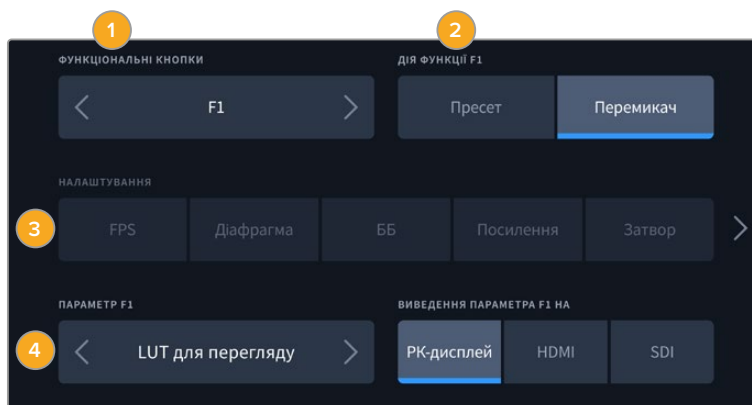 1
2
ФУНКЦІОНАЛЬНІ КНОПКИ
ДІЯ ФУНКЦІЇ F1
F1
Пресет
Перемикач
НАЛАШТУВАННЯ
3
FPS
Діафрагма
ББ
Посилення
Затвор
ПАРАМЕТР F1
ВИВЕДЕННЯ ПАРАМЕТРА F1 НА
4
LUT для перегляду
РК-дисплей
HDMI
SDI